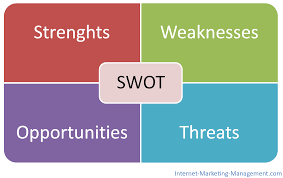 Strenghts
Weaknesses
SWOT
Opportunities
Threats
Internet-Marketing-Management.com